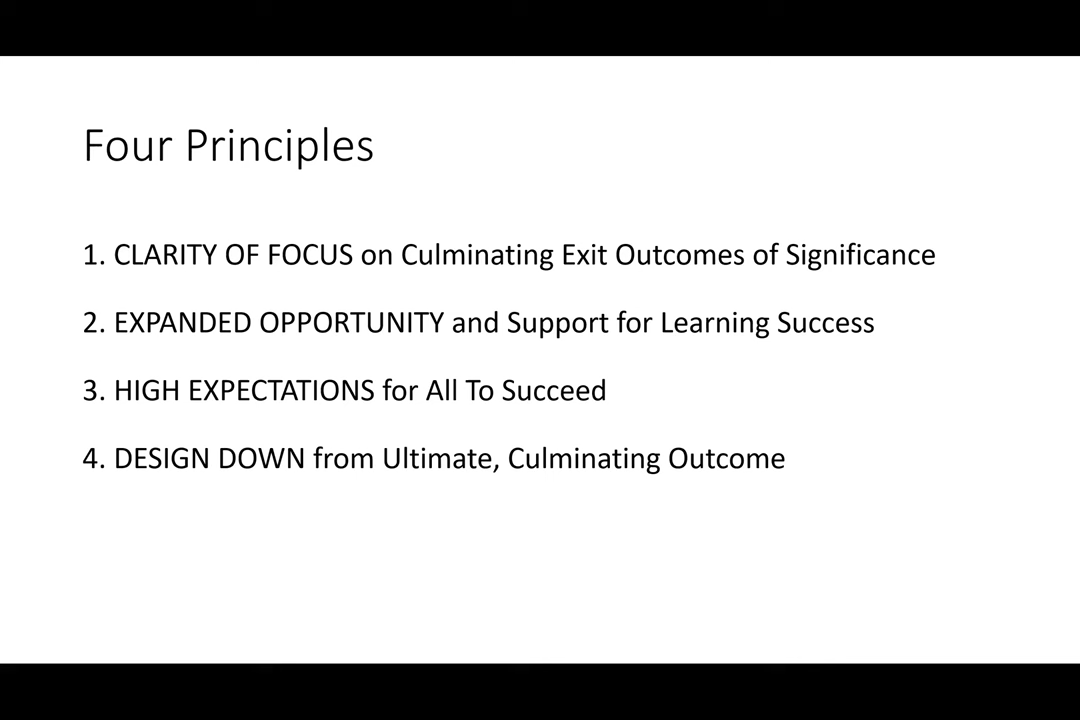 Four Principles
1. CLARITY OF FOCUS on Culminating Exit Outcomes of Significance
2. EXPANDED OPPORTUNITY and Support for Learning Success
3. HIGH EXPECTATIONS for All To Succeed
4. DESIGN DOWN from Ultimate, Culminating Outcome